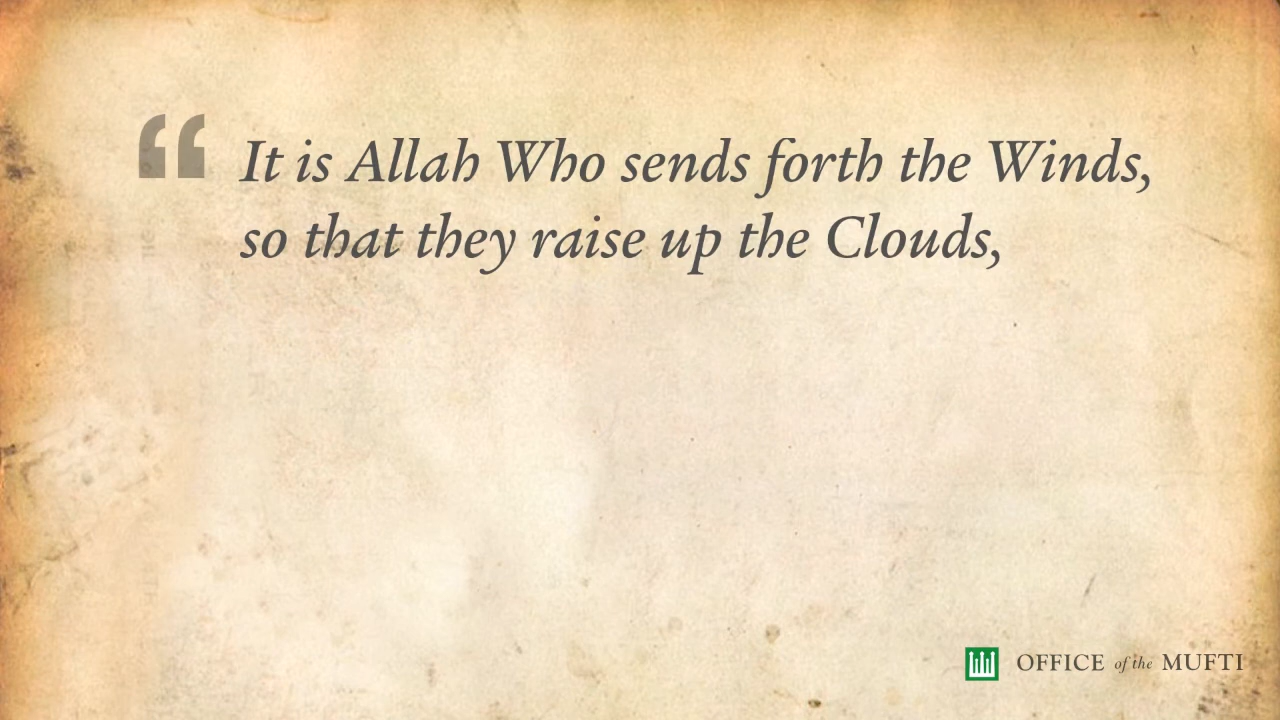 “ It is Allah Who sends forth the Winds,
so that they raise up the Clouds,
OFFICE of the MUFTI